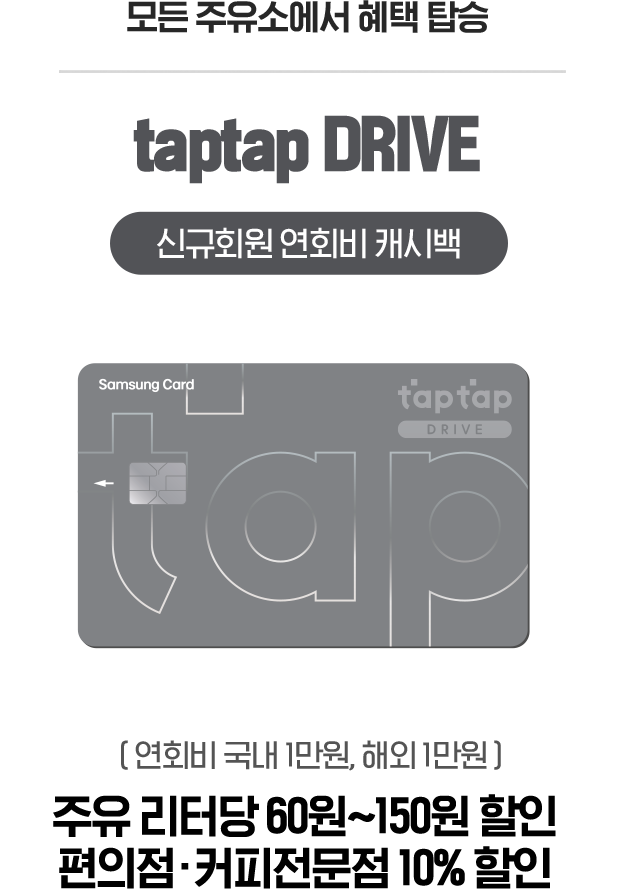 모든 주유소에서 혜택 탑승
taptap DRIVE
신규회원 연회비 캐시백
Samsung Card
taptap
DRIVE
tap
( 연회비 국내 1만원, 해외 1만원 )
주유 리터당 60원~150원 할인
편의점·커피전문점 10% 할인